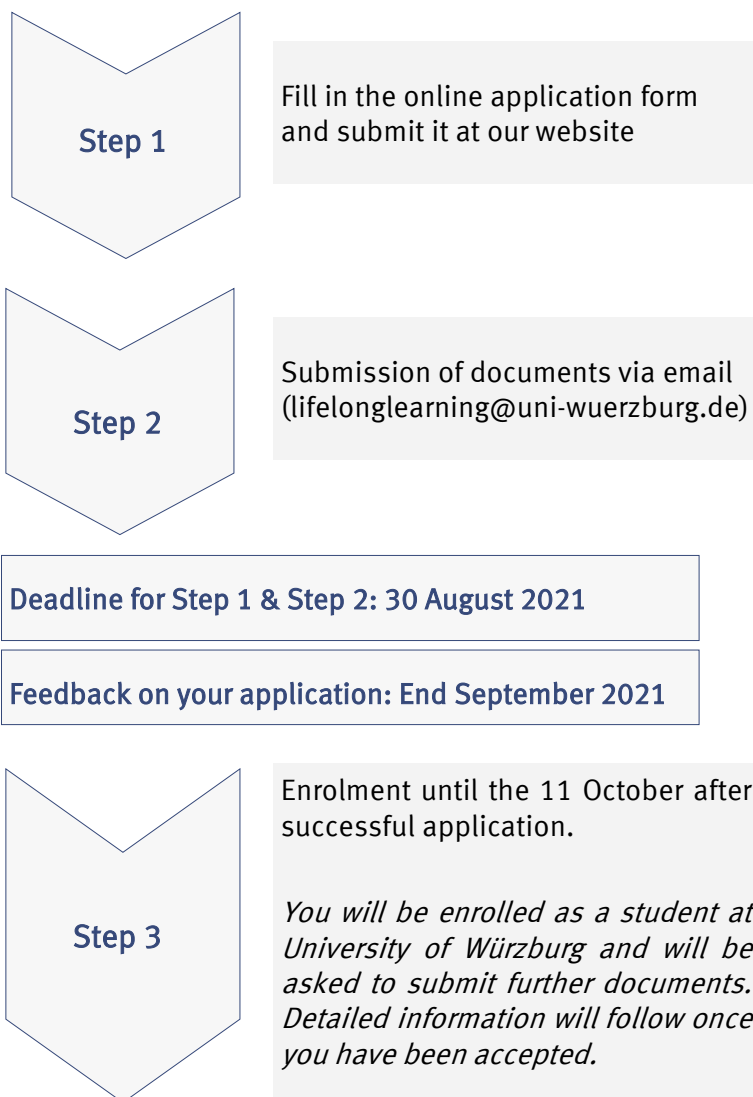 Step 1
Fill in the online application form
and submit it at our website
Step 2
Submission of documents via email
(lifelonglearning@uni-wuerzburg.de)
Deadline for Step 1 & Step 2: 30 August 2021
Feedback on your application: End September 2021
Step 3
Enrolment until the 11 October after
successful application.
You will be enrolled as a student at
University of Würzburg and will be
asked to submit further documents.
Detailed information will follow once
you have been accepted.